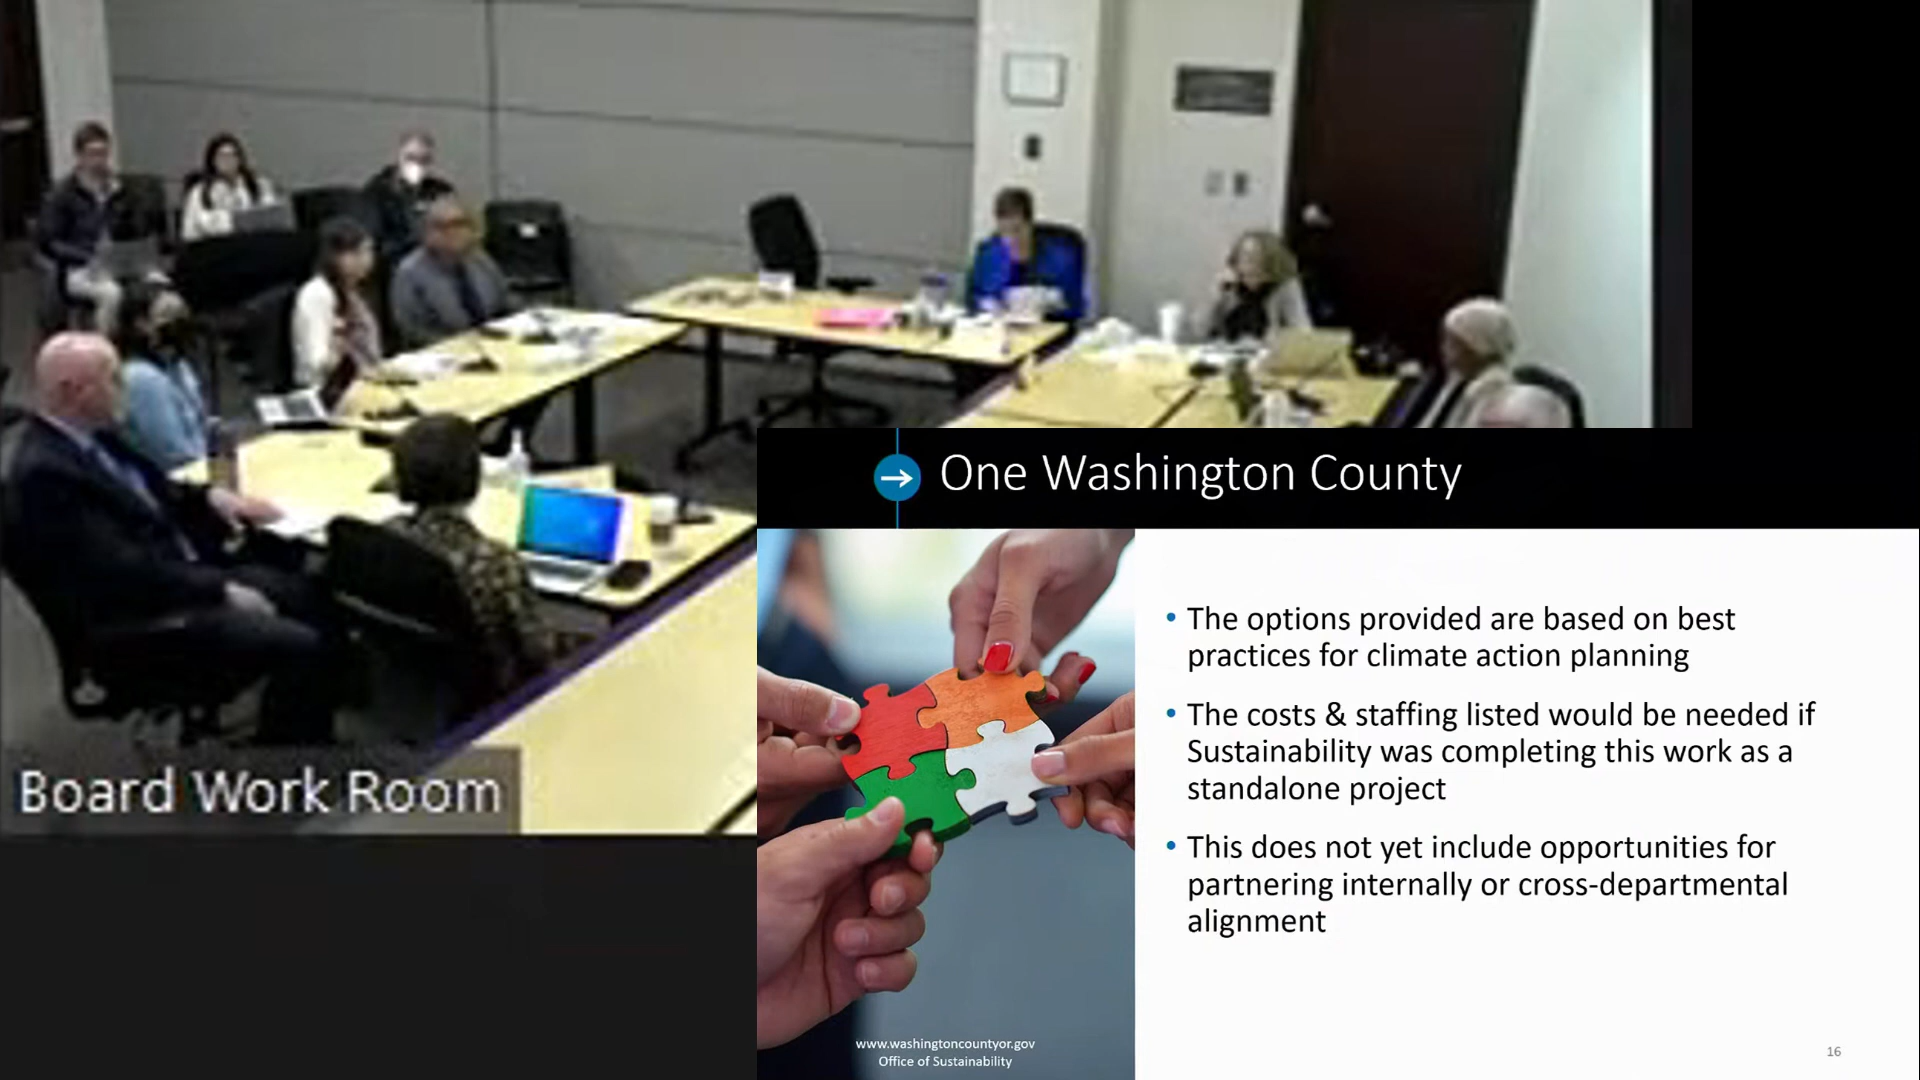 Board Work Room
One Washington County
• The options provided are based on best
practices for climate action planning
• The costs & staffing listed would be needed if
Sustainability was completing this work as a
standalone project
• This does not yet include opportunities for
partnering internally or cross-departmental
alignment
www.washingtoncountyor.gov
Office of Sustainability
16